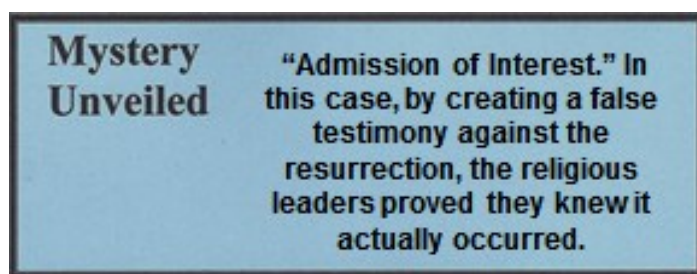 Mystery
Unveiled
“Admission of Interest.” In
this case, by creating a false
testimony against the
resurrection, the religious
leaders proved they knew it
actually occurred.